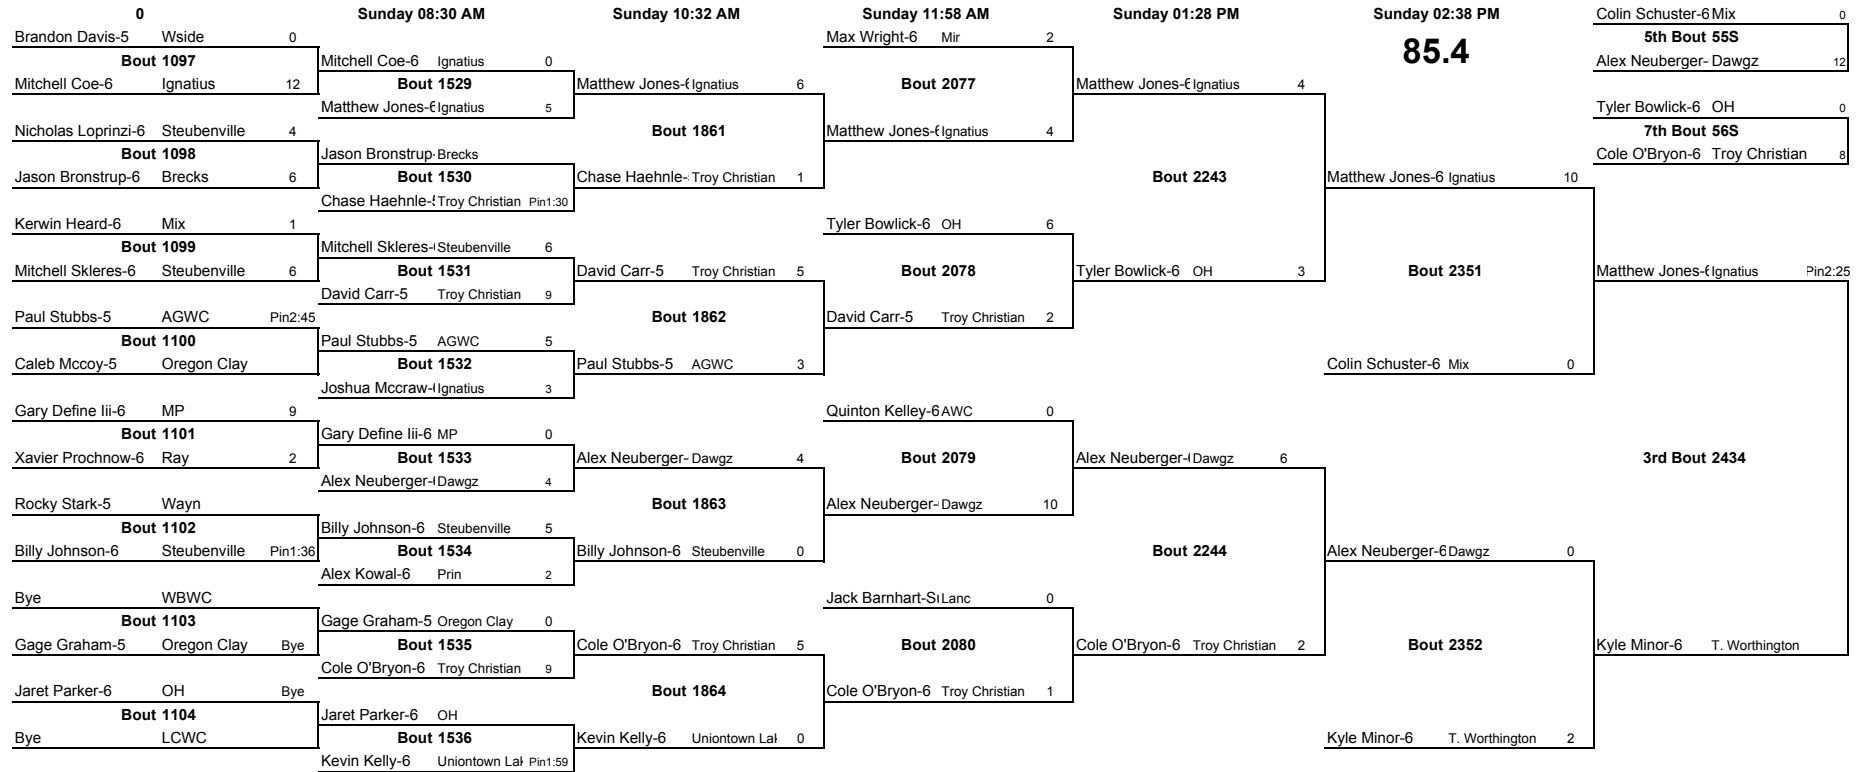 0 Sunday 08:30 AM Sunday 10:32 AM Sunday 11:58 AM Sunday 01:28 PM Sunday 02:38 PM Colin Schuster-6 Mix 0
Brandon Davis-5 Wside 0 Max Wright-6 Mir 2 5th Bout 55S
85.4
Bout 1097 Mitchell Coe-6 Ignatius 0 Alex Neuberger- Dawgz 12
Mitchell Coe-6 Ignatius 12 Bout 1529 Matthew Jones-6 Ignatius 6 Bout 2077 Matthew Jones-6 Ignatius 4
Matthew Jones-6 Ignatius 5 Tyler Bowlick-6 OH 0
Nicholas Loprinzi-6 Steubenville 4 Bout 1861 Matthew Jones-6 Ignatius 4 7th Bout 56S
Bout 1098 Jason Bronstrup- Brecks Cole O'Bryon-6 Troy Christian 8
Jason Bronstrup-6 Brecks 6 Bout 1530 Chase Haehnle- Troy Christian 1 Bout 2243 Matthew Jones-6 Ignatius 10
Chase Haehnle-5 Troy Christian Pin1:30
Kerwin Heard-6 Mix 1 Tyler Bowlick-6 OH 6
Bout 1099 Mitchell Skleres- Steubenville 6
Mitchell Skleres-6 Steubenville 6 Bout 1531 David Carr-5 Troy Christian 5 Bout 2078 Tyler Bowlick-6 OH 3 Bout 2351 Matthew Jones-6 Ignatius Pin2:25
David Carr-5 Troy Christian 9
Paul Stubbs-5 AGWC Pin2:45 Bout 1862 David Carr-5 Troy Christian 2
Bout 1100 Paul Stubbs-5 AGWC 5
Caleb Mccoy-5 Oregon Clay Bout 1532 Paul Stubbs-5 AGWC 3 Colin Schuster-6 Mix 0
Joshua Mccraw- Ignatius 3
Gary Define Iii-6 MP 9 Quinton Kelley-6 AWC 0
Bout 1101 Gary Define Iii-6 MP 0
Xavier Prochnow-6 Ray 2 Bout 1533 Alex Neuberger- Dawgz 4 Bout 2079 Alex Neuberger- Dawgz 6 3rd Bout 2434
Alex Neuberger- Dawgz 4
Rocky Stark-5 Wayn Bout 1863 Alex Neuberger- Dawgz 10
Bout 1102 Billy Johnson-6 Steubenville 5
Billy Johnson-6 Steubenville Pin1:36 Bout 1534 Billy Johnson-6 Steubenville 0 Bout 2244 Alex Neuberger-6 Dawgz 0
Alex Kowal-6 Prin 2
Bye WBWC Jack Barnhart-S Lanc 0
Bout 1103 Gage Graham-5 Oregon Clay 0
Gage Graham-5 Oregon Clay Bye Bout 1535 Cole O'Bryon-6 Troy Christian 5 Bout 2080 Cole O'Bryon-6 Troy Christian 2 Bout 2352 Kyle Minor-6 T. Worthington
Cole O'Bryon-6 Troy Christian 9
Jaret Parker-6 OH Bye Bout 1864 Cole O'Bryon-6 Troy Christian 1
Bout 1104 Jaret Parker-6 OH
Bye LCWC Bout 1536 Kevin Kelly-6 Uniontown Lak 0 Kyle Minor-6 T. Worthington 2
Kevin Kelly-6 Uniontown Lak Pin1:59